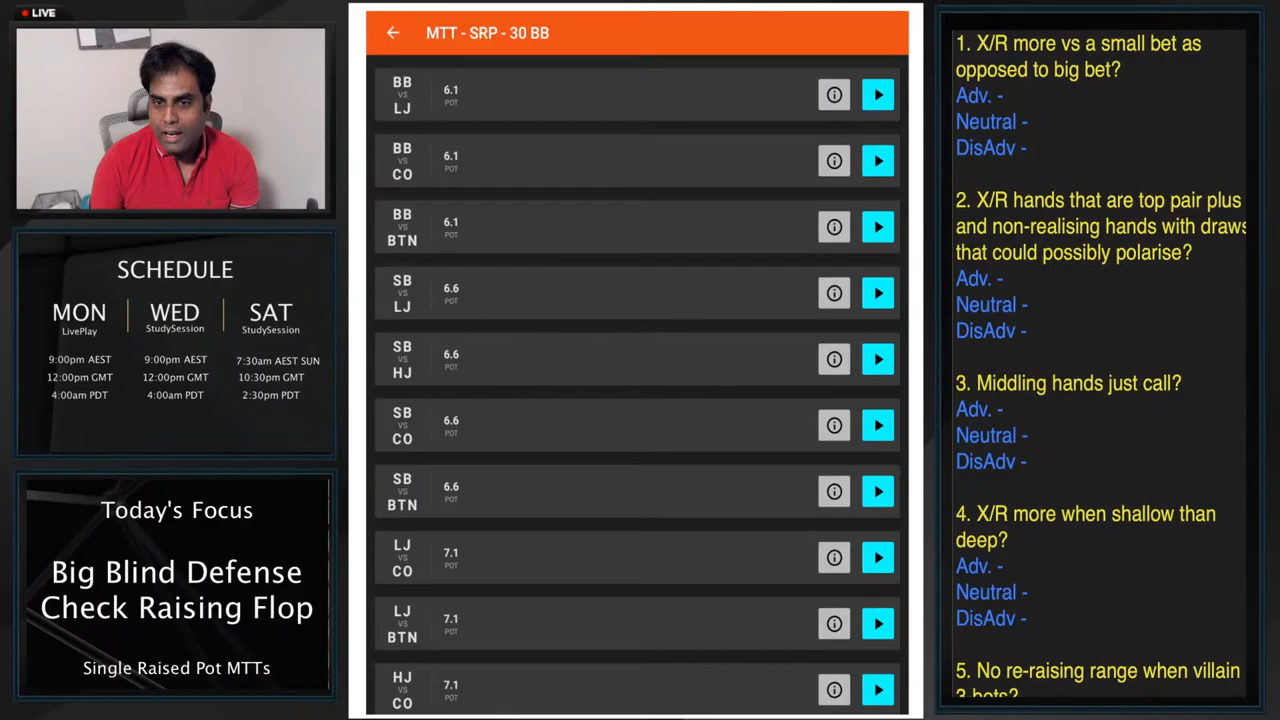 LIVE
SCHEDULE
MON WED SAT
LivePlay StudySession StudySession
9:00pm AEST 9:00pm AEST 7:30am AEST SUN
12:00pm GMT 12:00pm GMT 10:30pm GMT
4:00am PDT 4:00am PDT 2:30pm PDT
Today's Focus
Big Blind Defense
Check Raising Flop
Single Raised Pot MTTs
MTT - SRP - 30 BB
BB
VS
LJ
6.1
POT
BB
VS
CO
6.1
POT
BB
VS
BTN
6.1
POT
SB
VS
LJ
6.6
POT
SB
VS
HJ
6.6
POT
SB
VS
CO
6.6
POT
SB
VS
BTN
6.6
POT
LJ
VS
CO
7.1
POT
LJ
VS
BTN
7.1
POT
HJ
VS
CO
7.1
POT
1. X/R more vs a small bet as
opposed to big bet?
Adv. -
Neutral -
DisAdv -
2. X/R hands that are top pair plus
and non-realising hands with draws
that could possibly polarise?
Adv. -
Neutral -
DisAdv -
3. Middling hands just call?
Adv. -
Neutral -
DisAdv -
4. X/R more when shallow than
deep?
Adv. -
Neutral -
DisAdv -
5. No re-raising range when villain
3-bets?